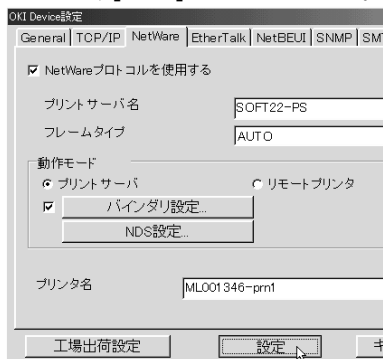 OKI Device設定
General TCP/IP NetWare EtherTalk NetBEUI SNMP
NetWareプロトコルを使用する
プリントサーバ名 SOFT22-PS
フレームタイプ AUTO
動作モード
プリントサーバ リモートプリンタ
バインダリ設定...
NDS設定...
プリンタ名 ML001346-prn1
工場出荷設定 設定